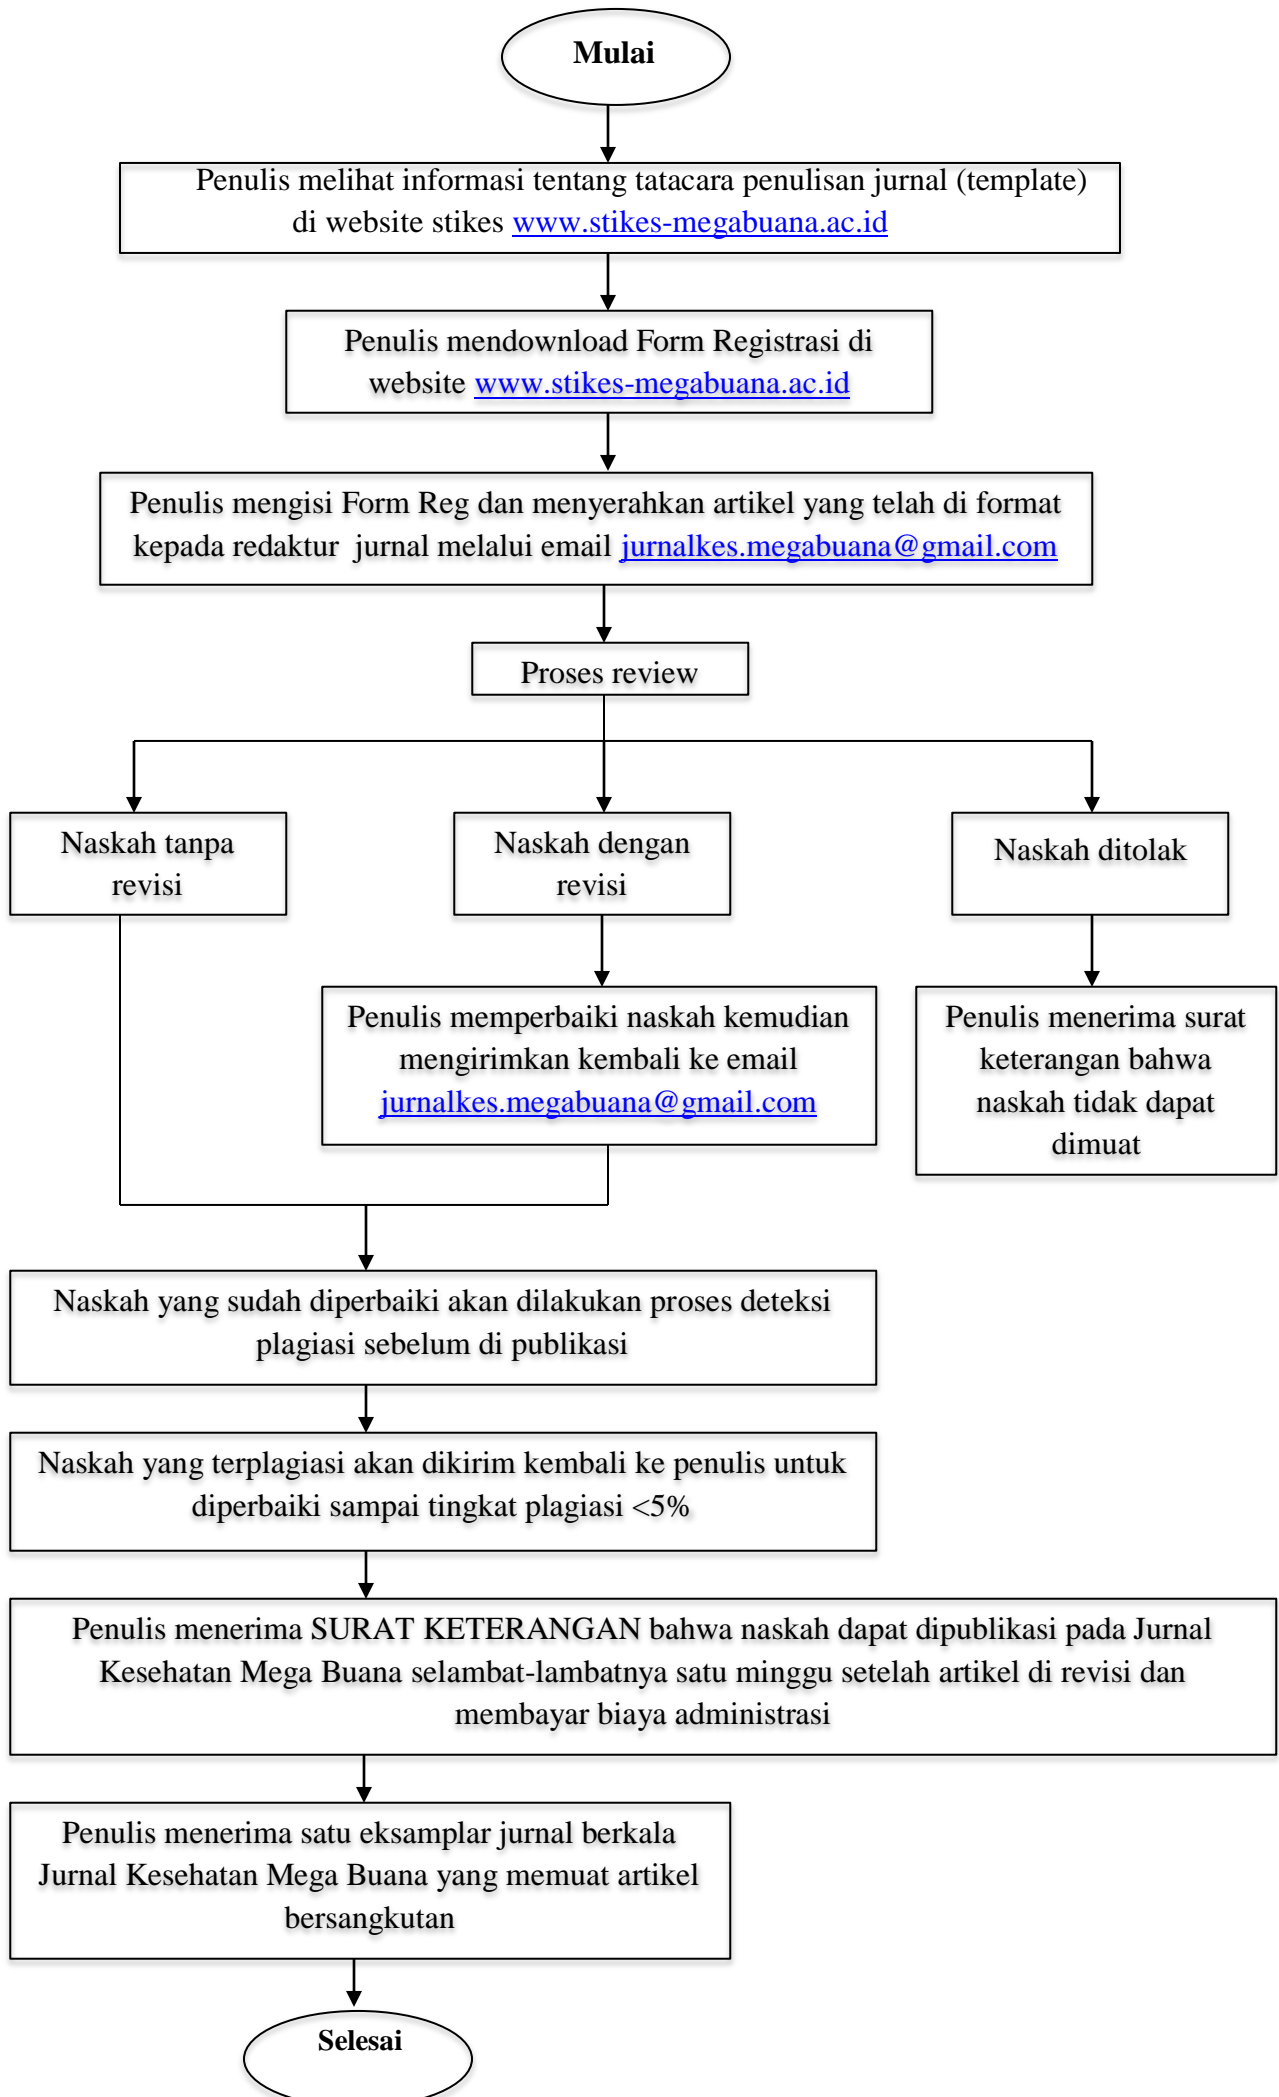 Mulai
Penulis melihat informasi tentang tatacara penulisan jurnal (template)
di website stikes www.stikes-megabuana.ac.id
Penulis mendownload Form Registrasi di
website www.stikes-megabuana.ac.id
Penulis mengisi Form Reg dan menyerahkan artikel yang telah di format
kepada redaktur jurnal melalui email jurnalkes.megabuana@gmail.com
Proses review
Naskah tanpa
revisi
Naskah dengan
revisi
Naskah ditolak
Penulis memperbaiki naskah kemudian
mengirimkan kembali ke email
jurnalkes.megabuana@gmail.com
Penulis menerima surat
keterangan bahwa
naskah tidak dapat
dimuat
Naskah yang sudah diperbaiki akan dilakukan proses deteksi
plagiasi sebelum di publikasi
Naskah yang terplagiasi akan dikirim kembali ke penulis untuk
diperbaiki sampai tingkat plagiasi <5%
Penulis menerima SURAT KETERANGAN bahwa naskah dapat dipublikasi pada Jurnal
Kesehatan Mega Buana selambat-lambatnya satu minggu setelah artikel di revisi dan
membayar biaya administrasi
Penulis menerima satu eksamplar jurnal berkala
Jurnal Kesehatan Mega Buana yang memuat artikel
bersangkutan
Selesai